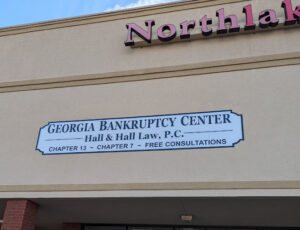 Northlak
GEORGIA BANKRUPTCY CENTER
Hall & Hall Law, P.C.
CHAPTER 13 ~ CHAPTER 7 ~ FREE CONSULTATIONS